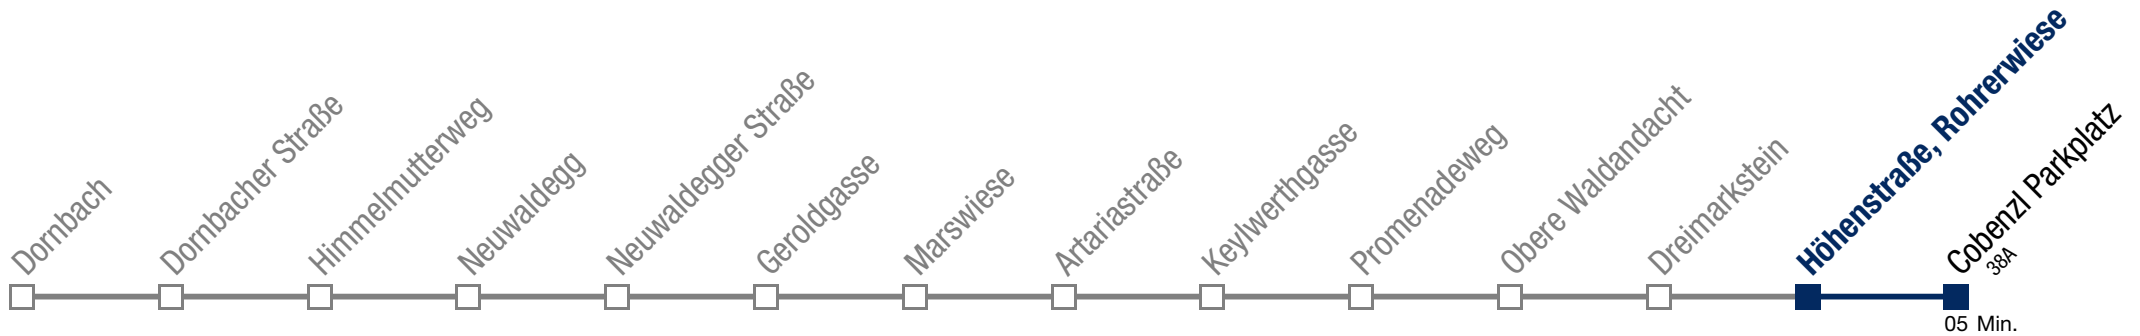 Dornbach
Dornbacher Straße
Himmelmutterweg
Neuwaldegg
Neuwaldegger Straße
Geroldgasse
Marswiese
Artariastraße
Keylwerthgasse
Promenadeweg
Obere Waldandacht
Dreimarkstein
Höhenstraße, Rohrerwiese
Cobenzl Parkplatz
38A
05 Min.